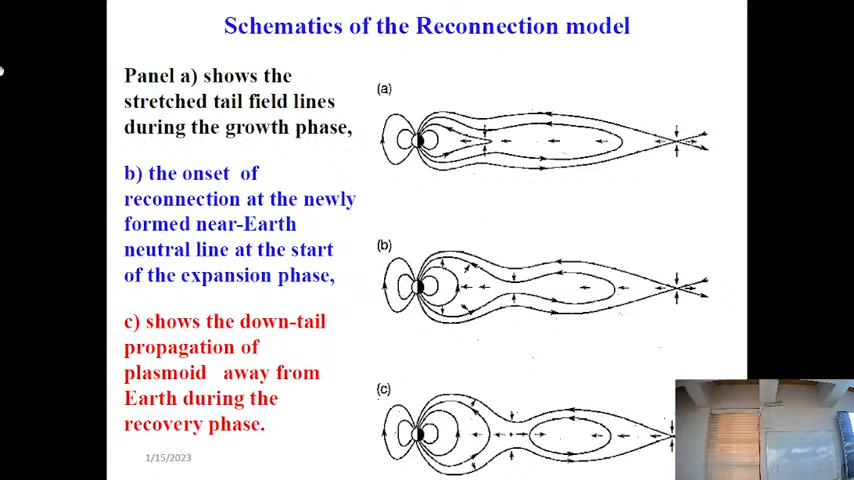 Schematics of the Reconnection model
Panel a) shows the
stretched tail field lines
during the growth phase,
b) the onset of
reconnection at the newly
formed near-Earth
neutral line at the start
of the expansion phase,
c) shows the down-tail
propagation of
plasmoid away from
Earth during the
recovery phase.
1/15/2023
(a)
(b)
(c)